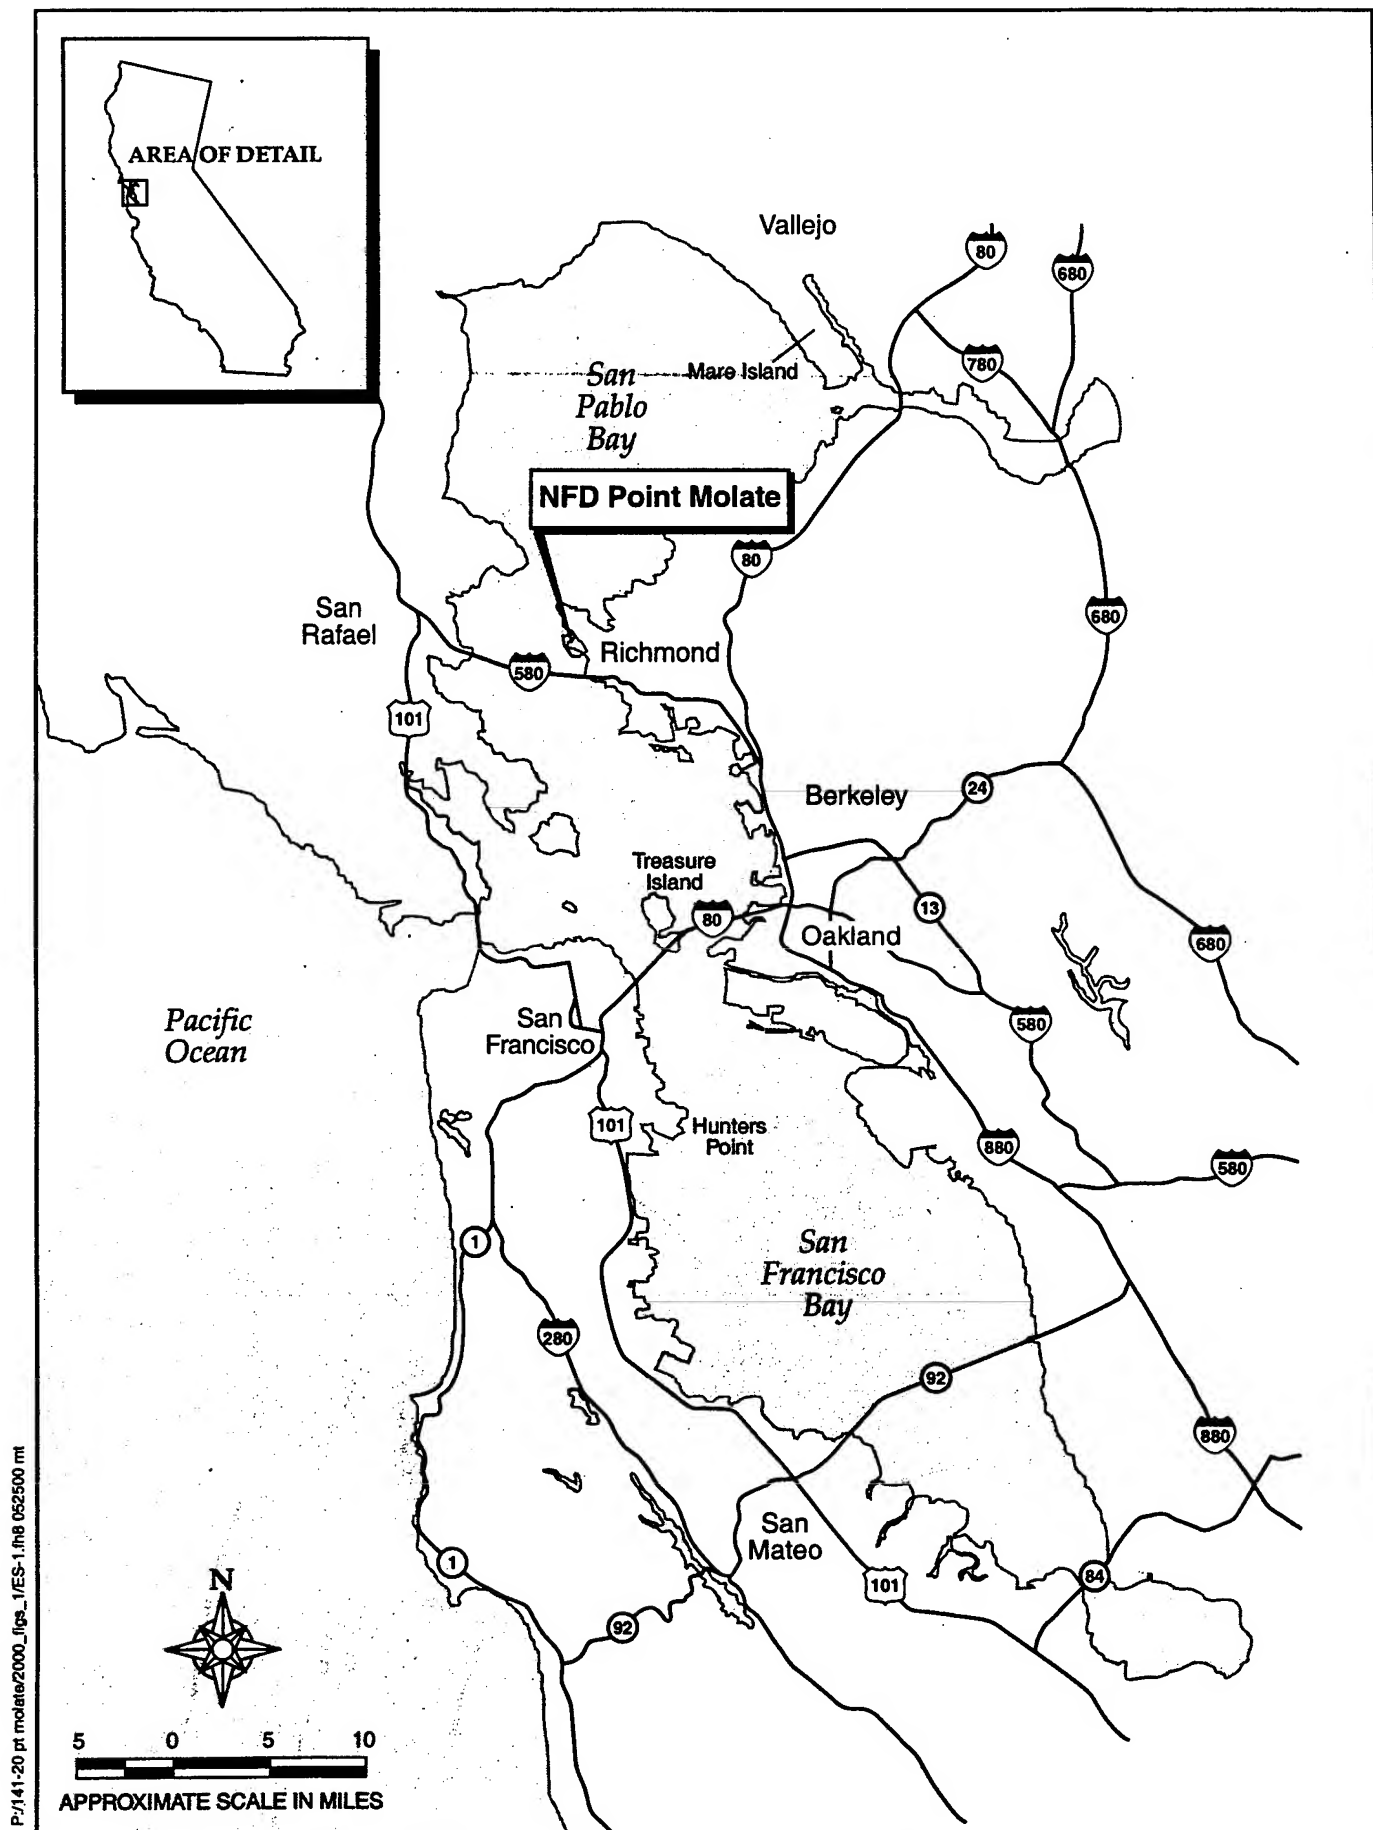 AREA OF DETAIL
Vallejo
80
680
780
Mare Island
San
Pablo
Bay
NFD Point Molate
80
680
San
Rafael
Richmond
580
101
Berkeley
24
Treasure
Island
80
13
Oakland
680
Pacific
Ocean
San
Francisco
580
101
Hunters
Point
880
580
1
San
Francisco
Bay
280
92
880
San
Mateo
1
101
84
92
N
5 0 5 10
APPROXIMATE SCALE IN MILES
P:/141-20 pt molate/2000_figs_1/ES-1.fh8 052500 mt